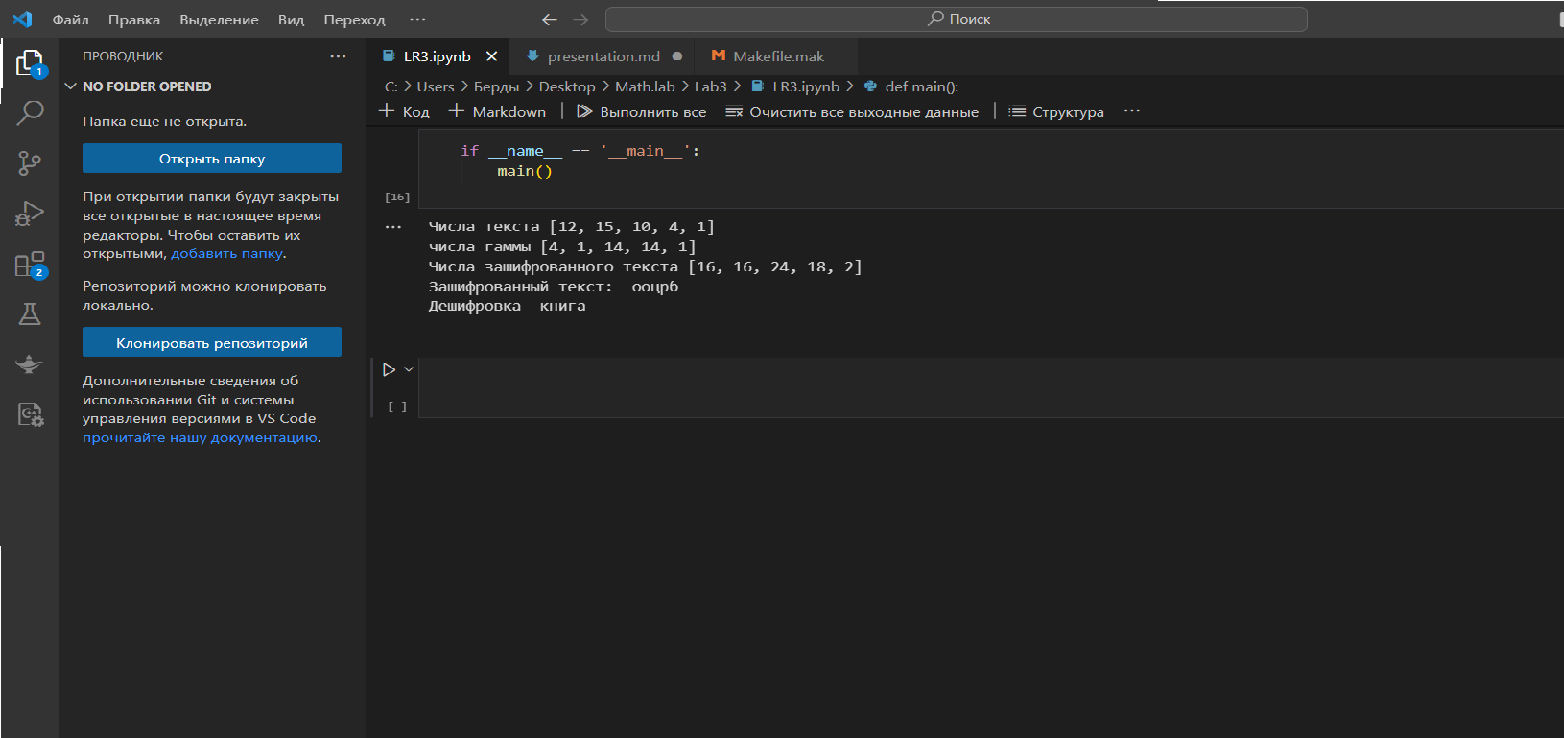 Файл Правка Выделение Вид Переход ··· Поиск
ПРОВОДНИК ···
NO FOLDER OPENED
Папка еще не открыта.
Открыть папку
При открытии папки будут закрыты
все открытые в настоящее время
редакторы. Чтобы оставить их
открытыми, добавить папку.
Репозиторий можно клонировать
локально.
Клонировать репозиторий
Дополнительные сведения об
использовании Git и системы
управления версиями в VS Code
прочитайте нашу документацию.
1
2
LR3.ipynb presentation.md Makefile.mak
C: > Users > Берды > Desktop > Math.lab > Lab3 > LR3.ipynb > def main():
+ Код + Markdown | Выполнить все Очистить все выходные данные | Структура ···
if __name__ == '__main__':
main()
[16]
··· Числа текста [12, 15, 10, 4, 1]
числа гаммы [4, 1, 14, 14, 1]
Числа зашифрованного текста [16, 16, 24, 18, 2]
Зашифрованный текст: ооцрб
Дешифровка книга
[ ]